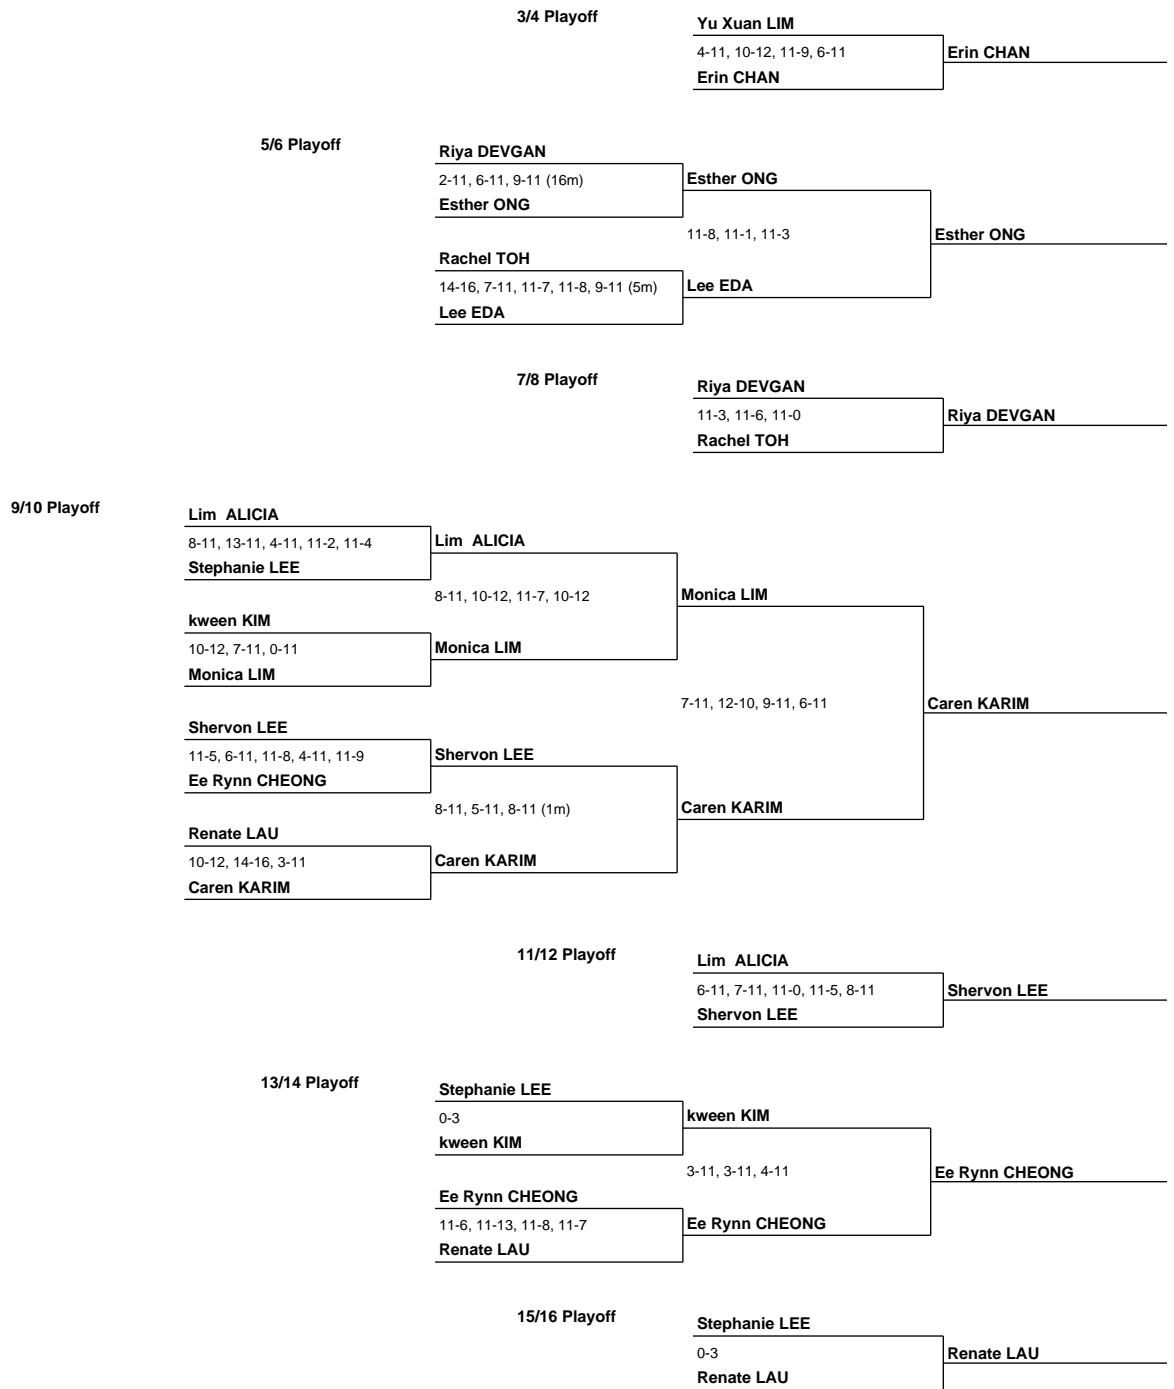 3/4 Playoff
Yu Xuan LIM
4-11, 10-12, 11-9, 6-11
Erin CHAN
Erin CHAN
5/6 Playoff
Riya DEVGAN
2-11, 6-11, 9-11 (16m)
Esther ONG
Esther ONG
11-8, 11-1, 11-3
Esther ONG
Rachel TOH
14-16, 7-11, 11-7, 11-8, 9-11 (5m)
Lee EDA
Lee EDA
7/8 Playoff
Riya DEVGAN
11-3, 11-6, 11-0
Riya DEVGAN
Rachel TOH
9/10 Playoff
Lim ALICIA
8-11, 13-11, 4-11, 11-2, 11-4
Lim ALICIA
Stephanie LEE
8-11, 10-12, 11-7, 10-12
Monica LIM
kween KIM
10-12, 7-11, 0-11
Monica LIM
Monica LIM
7-11, 12-10, 9-11, 6-11
Caren KARIM
Shervon LEE
11-5, 6-11, 11-8, 4-11, 11-9
Shervon LEE
Ee Rynn CHEONG
8-11, 5-11, 8-11 (1m)
Caren KARIM
Renate LAU
10-12, 14-16, 3-11
Caren KARIM
Caren KARIM
11/12 Playoff
Lim ALICIA
6-11, 7-11, 11-0, 11-5, 8-11
Shervon LEE
Shervon LEE
13/14 Playoff
Stephanie LEE
0-3
kween KIM
kween KIM
3-11, 3-11, 4-11
Ee Rynn CHEONG
Ee Rynn CHEONG
11-6, 11-13, 11-8, 11-7
Ee Rynn CHEONG
Renate LAU
15/16 Playoff
Stephanie LEE
0-3
Renate LAU
Renate LAU